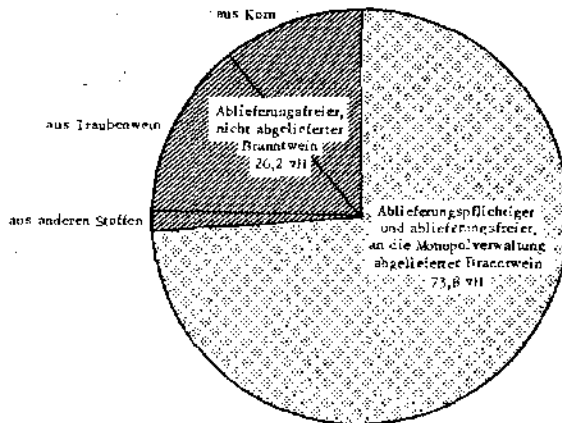 aus Korn
Ablieferungsfreier,
nicht abgelieferter
Branntwein
26,2 vH
aus Traubenwein
aus anderen Stoffen
Ablieferungspflichtiger
und ablieferungsfreier,
an die Monopolverwaltung
abgelieferter Branntwein
73,8 vH